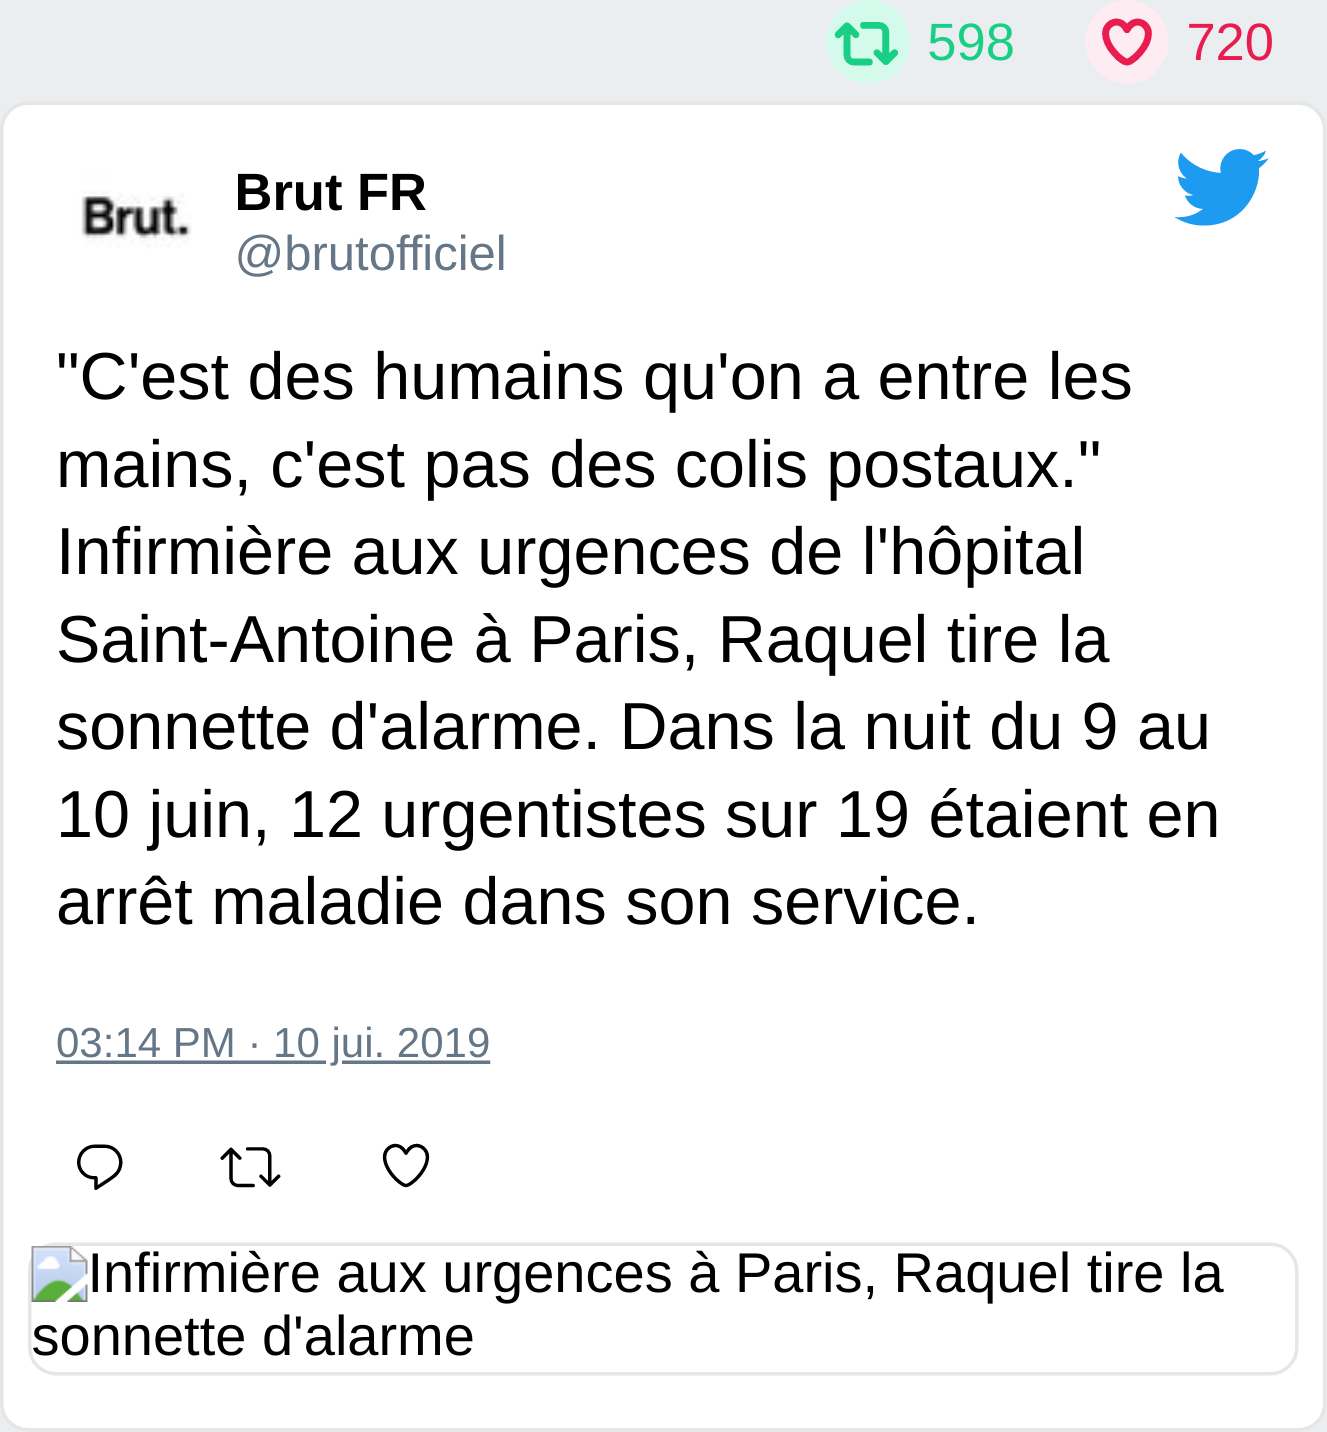 598 720
Brut.
Brut FR
@brutofficiel
"C'est des humains qu'on a entre les
mains, c'est pas des colis postaux."
Infirmière aux urgences de l'hôpital
Saint-Antoine à Paris, Raquel tire la
sonnette d'alarme. Dans la nuit du 9 au
10 juin, 12 urgentistes sur 19 étaient en
arrêt maladie dans son service.
03:14 PM · 10 jui. 2019
Infirmière aux urgences à Paris, Raquel tire la
sonnette d'alarme